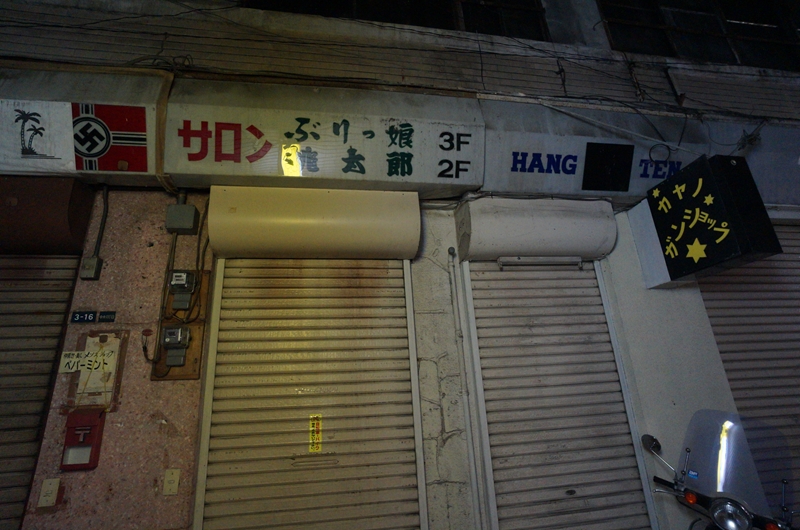 サロン
ぶりっ娘 3F
竜太郎 2F
HANG TEN
カヤノ
ガンショップ
3-16
ペパーミント
〒